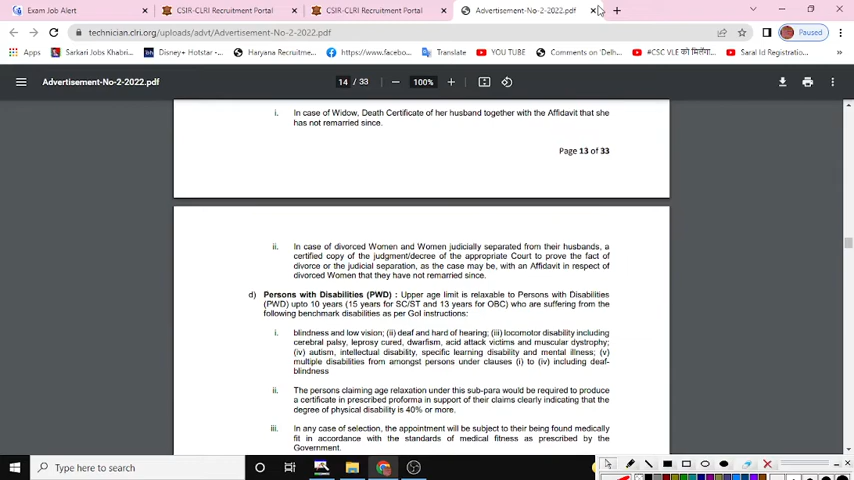 Exam Job Alert
CSIR-CLRI Recruitment Portal
CSIR-CLRI Recruitment Portal
Advertisement-No-2-2022.pdf
technician.clri.org/uploads/advt/Advertisement-No-2-2022.pdf
Paused
Apps
Sarkari Jobs Khabri...
Disney+ Hotstar
Haryana Recruitme...
https://www.facebo...
Translate
YOU TUBE
Comments on 'Delh...
#CSC VLE को मिलेंगा...
Saral Id Registratio...
Advertisement-No-2-2022.pdf
14 / 33
100%
i. In case of Widow, Death Certificate of her husband together with the Affidavit that she
has not remarried since.
Page 13 of 33
ii. In case of divorced Women and Women judicially separated from their husbands, a
certified copy of the judgment/decree of the appropriate Court to prove the fact of
divorce or the judicial separation, as the case may be, with an Affidavit in respect of
divorced Women that they have not remarried since.
d) Persons with Disabilities (PWD) : Upper age limit is relaxable to Persons with Disabilities
(PWD) upto 10 years (15 years for SC/ST and 13 years for OBC) who are suffering from the
following benchmark disabilities as per GoI instructions:
i. blindness and low vision; (ii) deaf and hard of hearing; (iii) locomotor disability including
cerebral palsy, leprosy cured, dwarfism, acid attack victims and muscular dystrophy;
(iv) autism, intellectual disability, specific learning disability and mental illness; (v)
multiple disabilities from amongst persons under clauses (i) to (iv) including deaf-
blindness
ii. The persons claiming age relaxation under this sub-para would be required to produce
a certificate in prescribed proforma in support of their claims clearly indicating that the
degree of physical disability is 40% or more.
iii. In any case of selection, the appointment will be subject to their being found medically
fit in accordance with the standards of medical fitness as prescribed by the
Government.
Type here to search